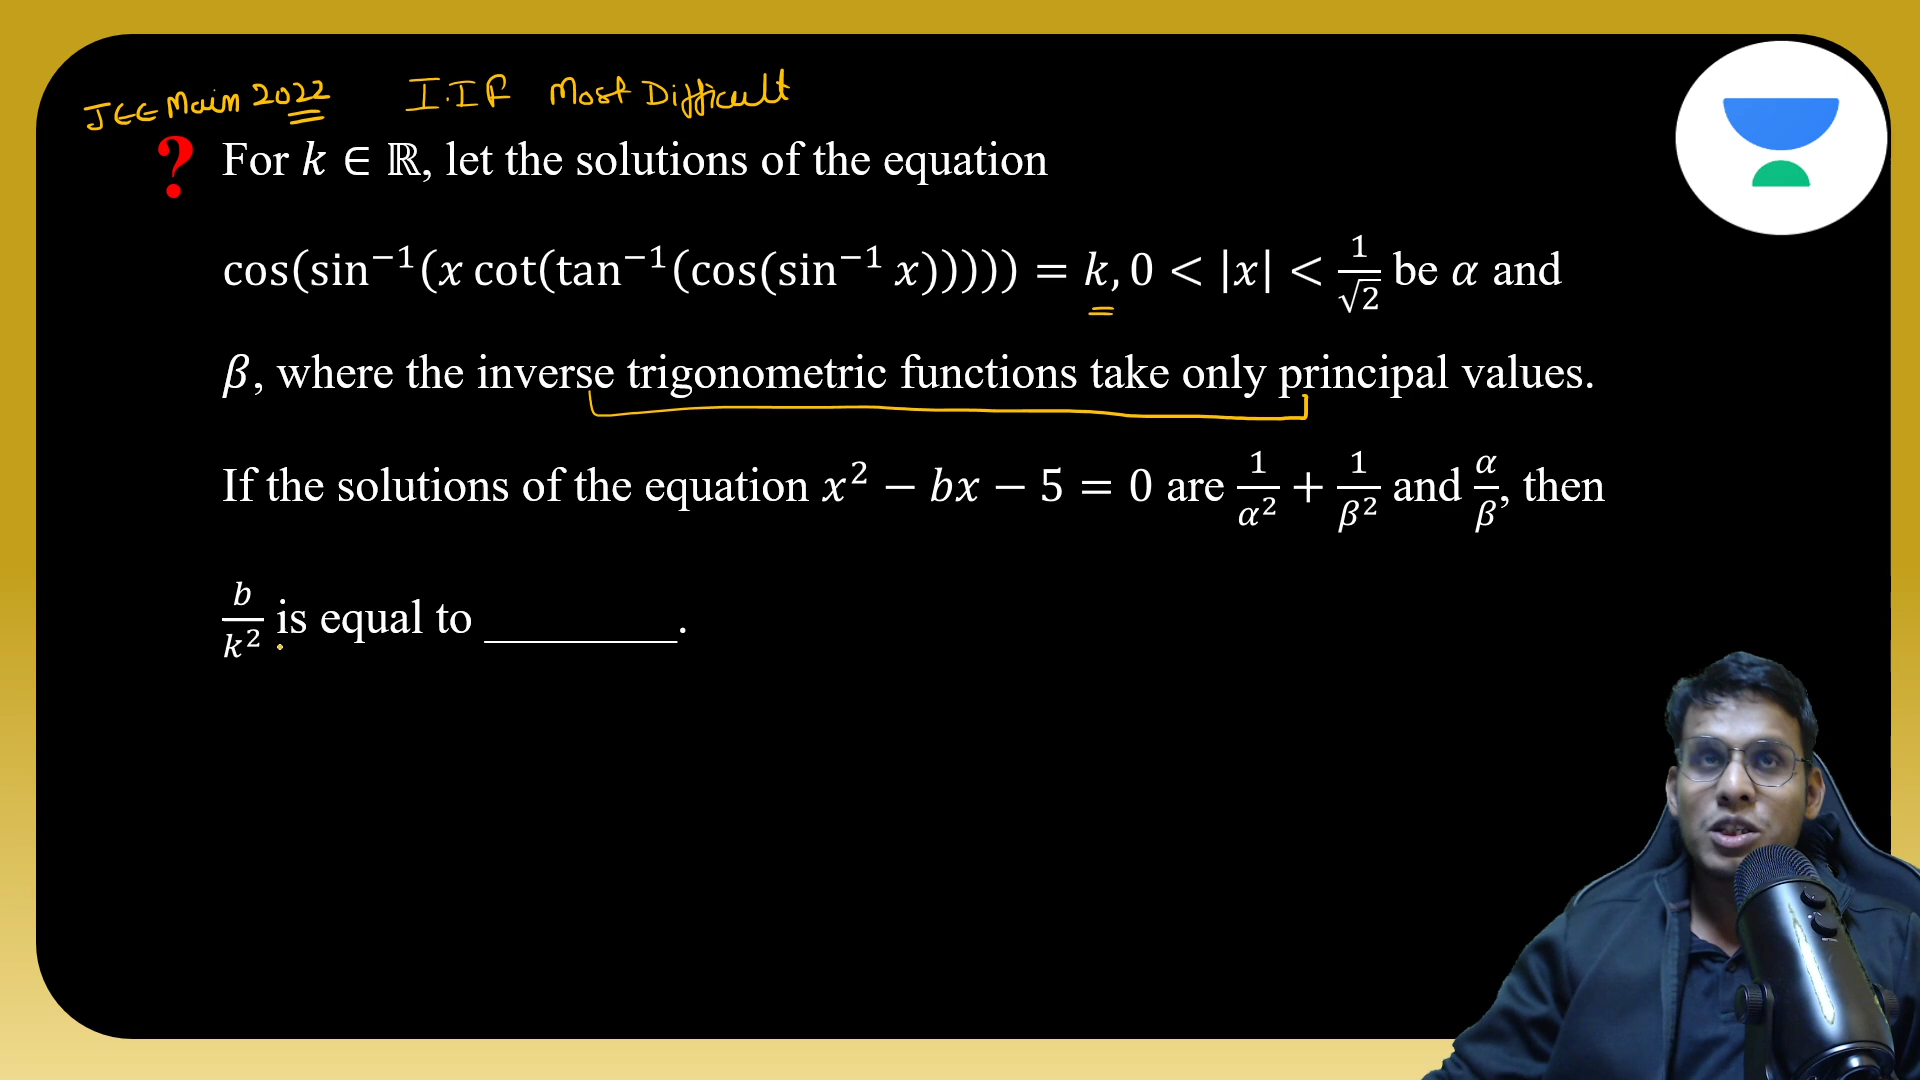 JEE Main 2022 I.I.F Most Difficult
? For k ∈ ℝ, let the solutions of the equation
cos(sin⁻¹(x cot(tan⁻¹(cos(sin⁻¹ x))))) = k, 0 < |x| < 1/√2 be α and
β, where the inverse trigonometric functions take only principal values.
If the solutions of the equation x² − bx − 5 = 0 are 1/α² + 1/β² and α/β, then
b/k² is equal to ________.